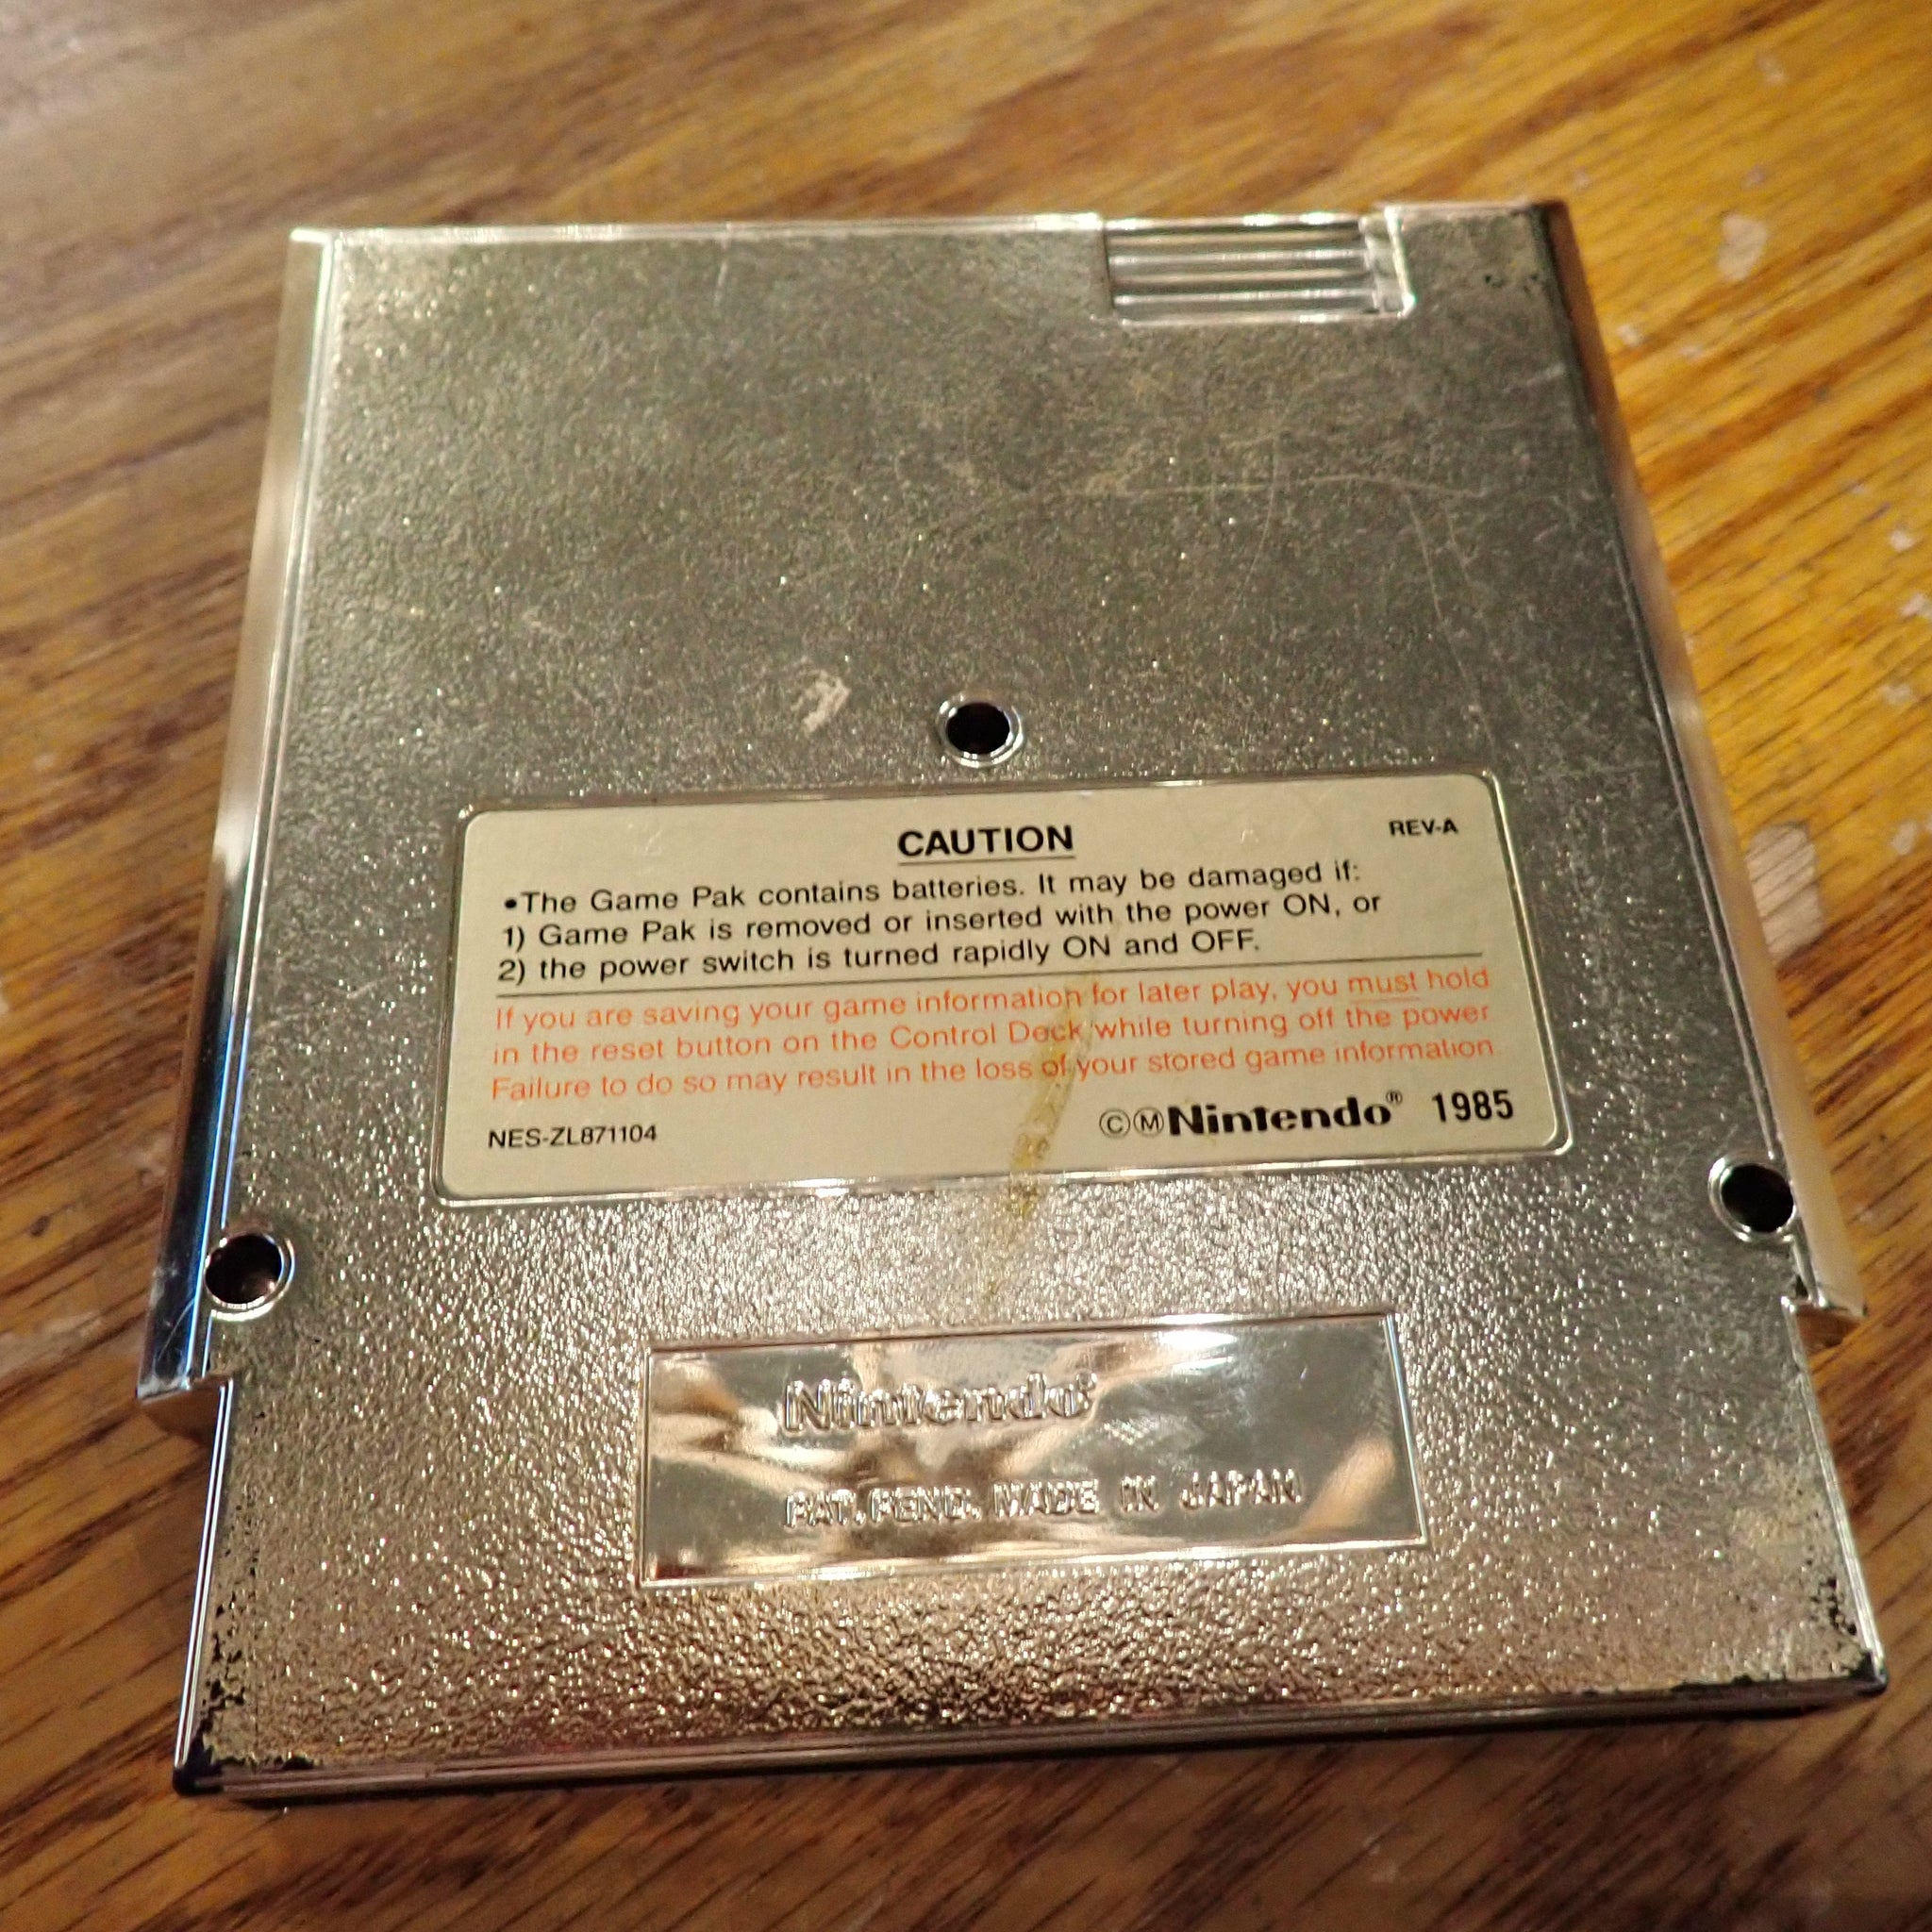 CAUTION
REV-A
•The Game Pak contains batteries. It may be damaged if:
1) Game Pak is removed or inserted with the power ON, or
2) the power switch is turned rapidly ON and OFF.
If you are saving your game information for later play, you must hold
in the reset button on the Control Deck while turning off the power
Failure to do so may result in the loss of your stored game information
NES-ZL871104
©ⓂNintendo® 1985
Nintendo®
PAT. PEND. MADE IN JAPAN